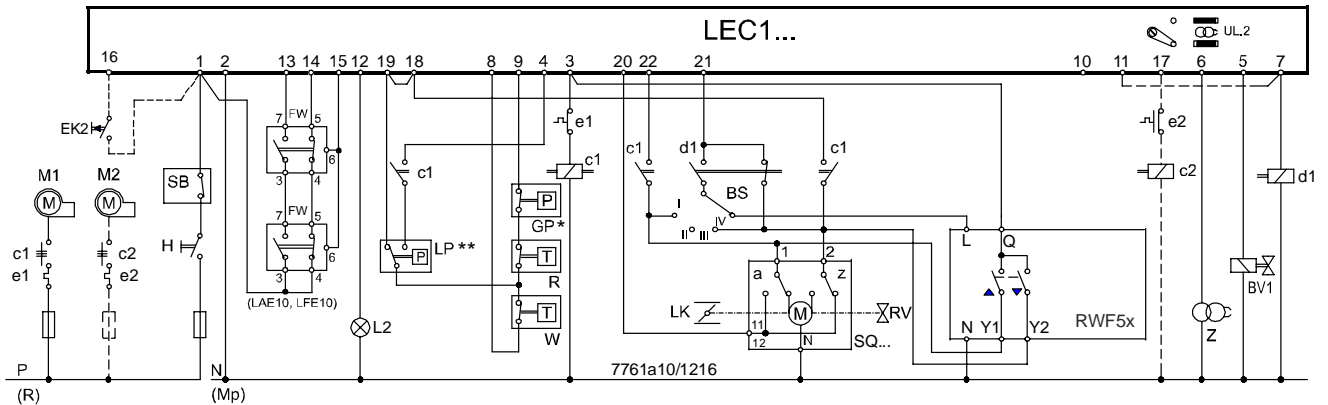 LEC1...
UL.2
16 1 2 13 14 15 12 19 18 8 9 4 3 20 22 21 10 11 17 6 5 7
EK2
7 FW 5
6
3 4
e1
e2
c1
c1
c1
d1
c1
c2
d1
M1 M2
M M
SB
P
GP *
BS
I
II III IV
L Q
7 FW 5
6
3 4
H
c1 c2
e1 e2
LP **
P
T
R
1 2
a z
BV1
(LAE10, LFE10)
L2
T
W
LK
M
RV
11
12
N
SQ...
N Y1 Y2
RWF5x
Z
P
(R)
N
(Mp)
7761a10/1216